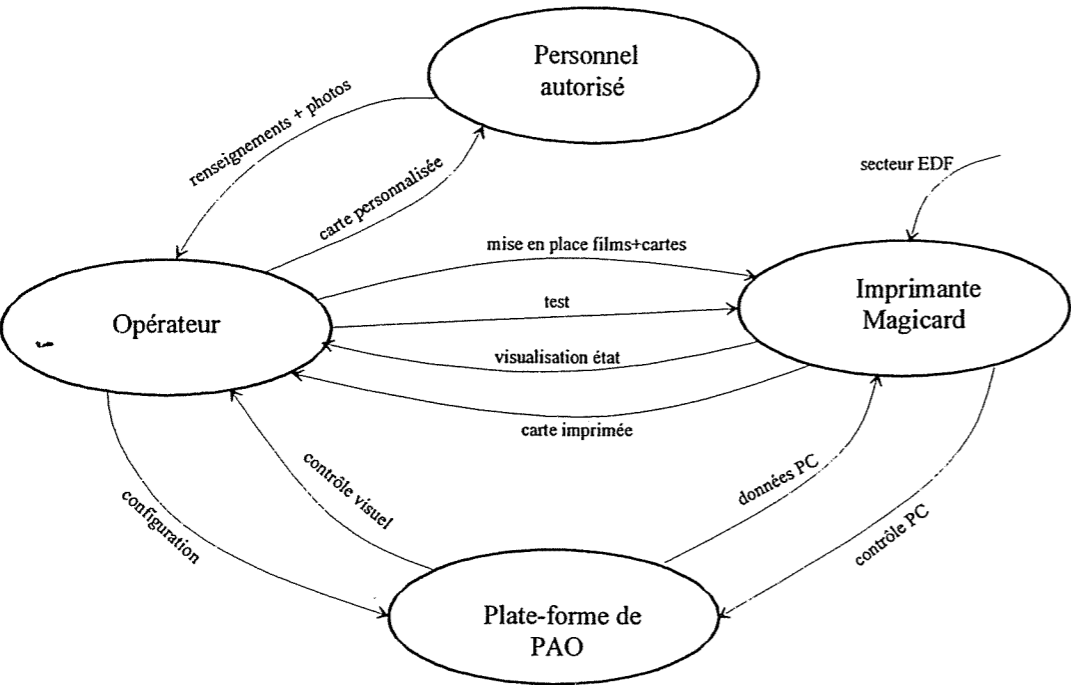 Personnel
autorisé
renseignements + photos
carte personnalisée
secteur EDF
mise en place films+cartes
Imprimante
Magicard
test
Opérateur
visualisation état
carte imprimée
contrôle visuel
données PC
configuration
contrôle PC
Plate-forme de
PAO